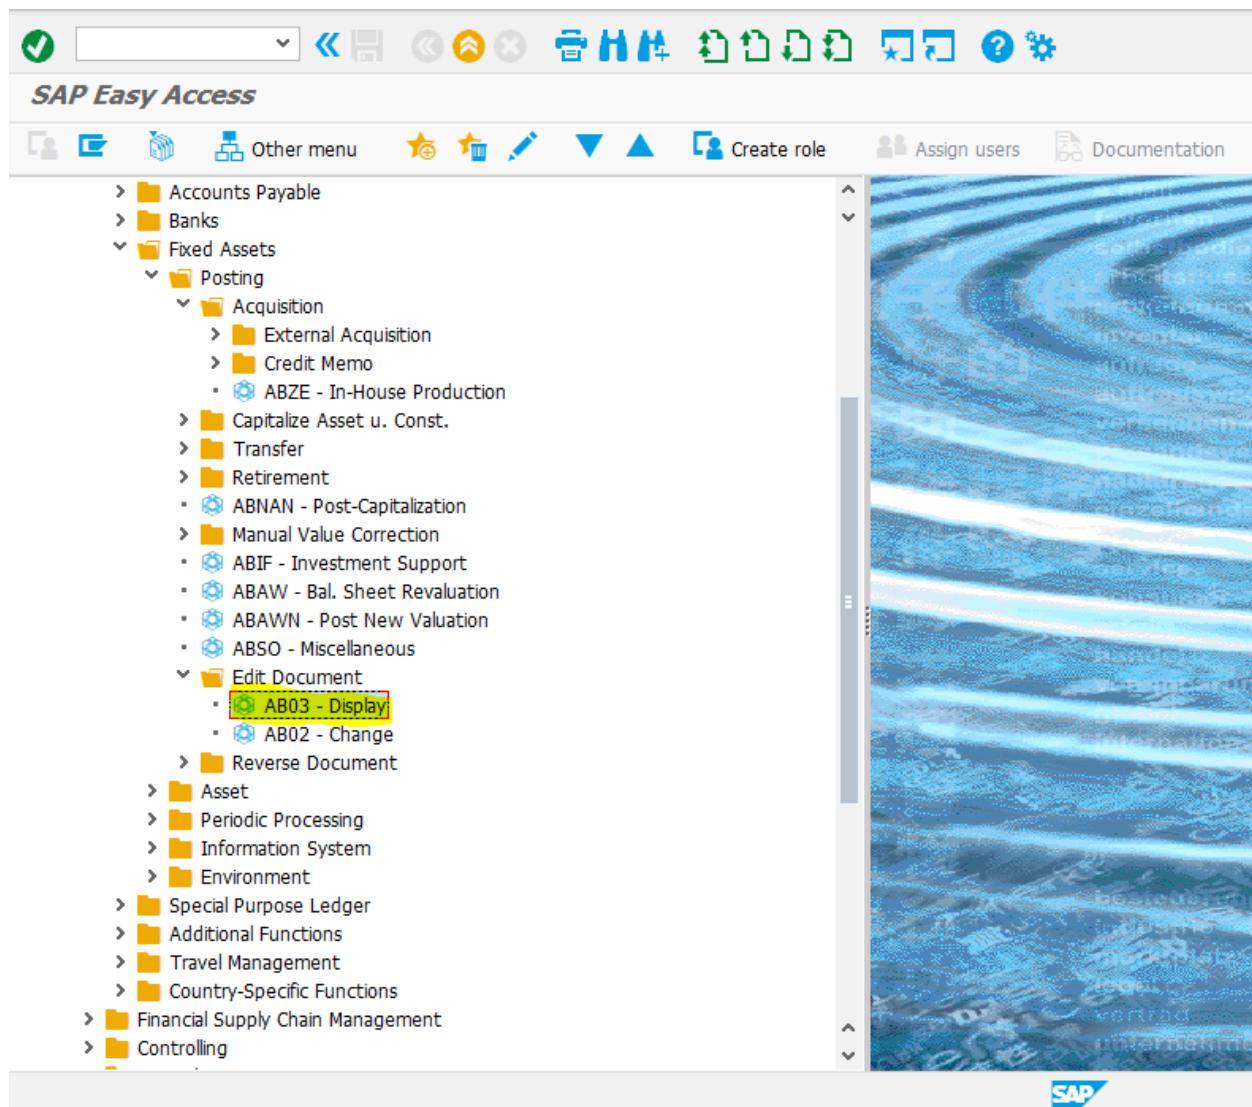 SAP Easy Access
Other menu
Create role
Assign users
Documentation
Accounts Payable
Banks
Fixed Assets
Posting
Acquisition
External Acquisition
Credit Memo
ABZE - In-House Production
Capitalize Asset u. Const.
Transfer
Retirement
ABNAN - Post-Capitalization
Manual Value Correction
ABIF - Investment Support
ABAW - Bal. Sheet Revaluation
ABAWN - Post New Valuation
ABSO - Miscellaneous
Edit Document
AB03 - Display
AB02 - Change
Reverse Document
Asset
Periodic Processing
Information System
Environment
Special Purpose Ledger
Additional Functions
Travel Management
Country-Specific Functions
Financial Supply Chain Management
Controlling
SAP